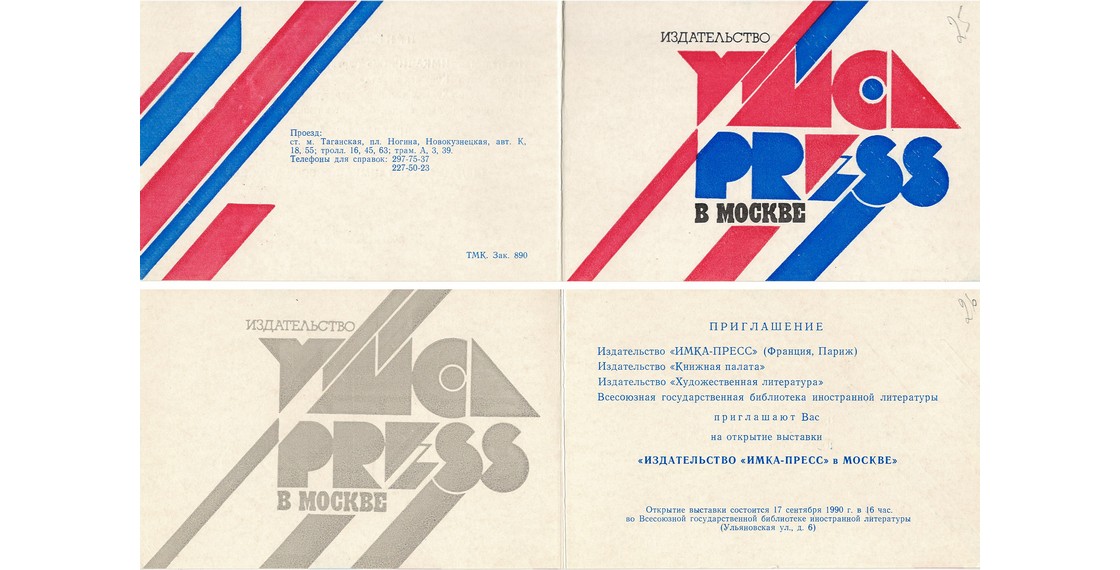 Проезд:
ст. м. Таганская, пл. Ногина, Новокузнецкая, авт. К,
18, 55; тролл. 16, 45, 63; трам. А, 3, 39.
Телефоны для справок: 297-75-37
227-50-23
ТМК. Зак. 890
25
ИЗДАТЕЛЬСТВО
YMCA
PRESS
В МОСКВЕ
ИЗДАТЕЛЬСТВО
YMCA
PRESS
В МОСКВЕ
26
ПРИГЛАШЕНИЕ
Издательство «ИМКА-ПРЕСС» (Франция, Париж)
Издательство «Книжная палата»
Издательство «Художественная литература»
Всесоюзная государственная библиотека иностранной литературы
приглашают Вас
на открытие выставки
«ИЗДАТЕЛЬСТВО «ИМКА-ПРЕСС» в МОСКВЕ»
Открытие выставки состоится 17 сентября 1990 г. в 16 час.
во Всесоюзной государственной библиотеке иностранной литературы
(Ульяновская ул., д. 6)